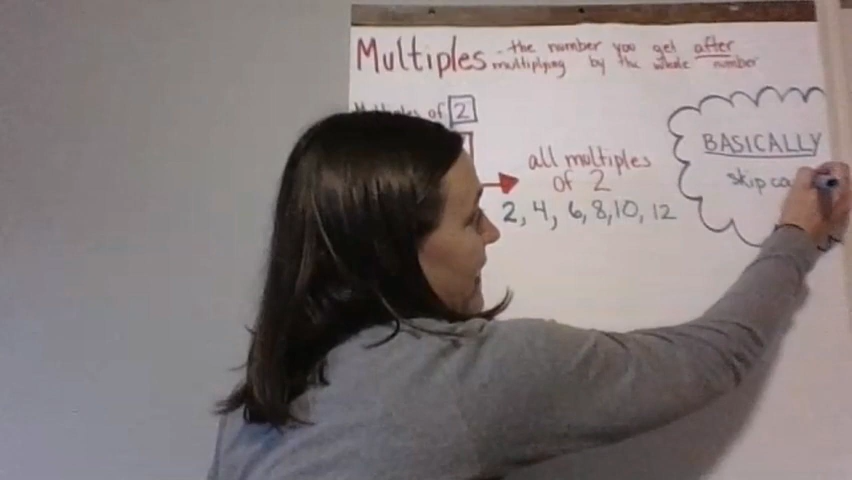 Multiples - the number you get after
multiplying by the whole number
Multiples of 2
all multiples
of 2
2, 4, 6, 8, 10, 12
BASICALLY
skip